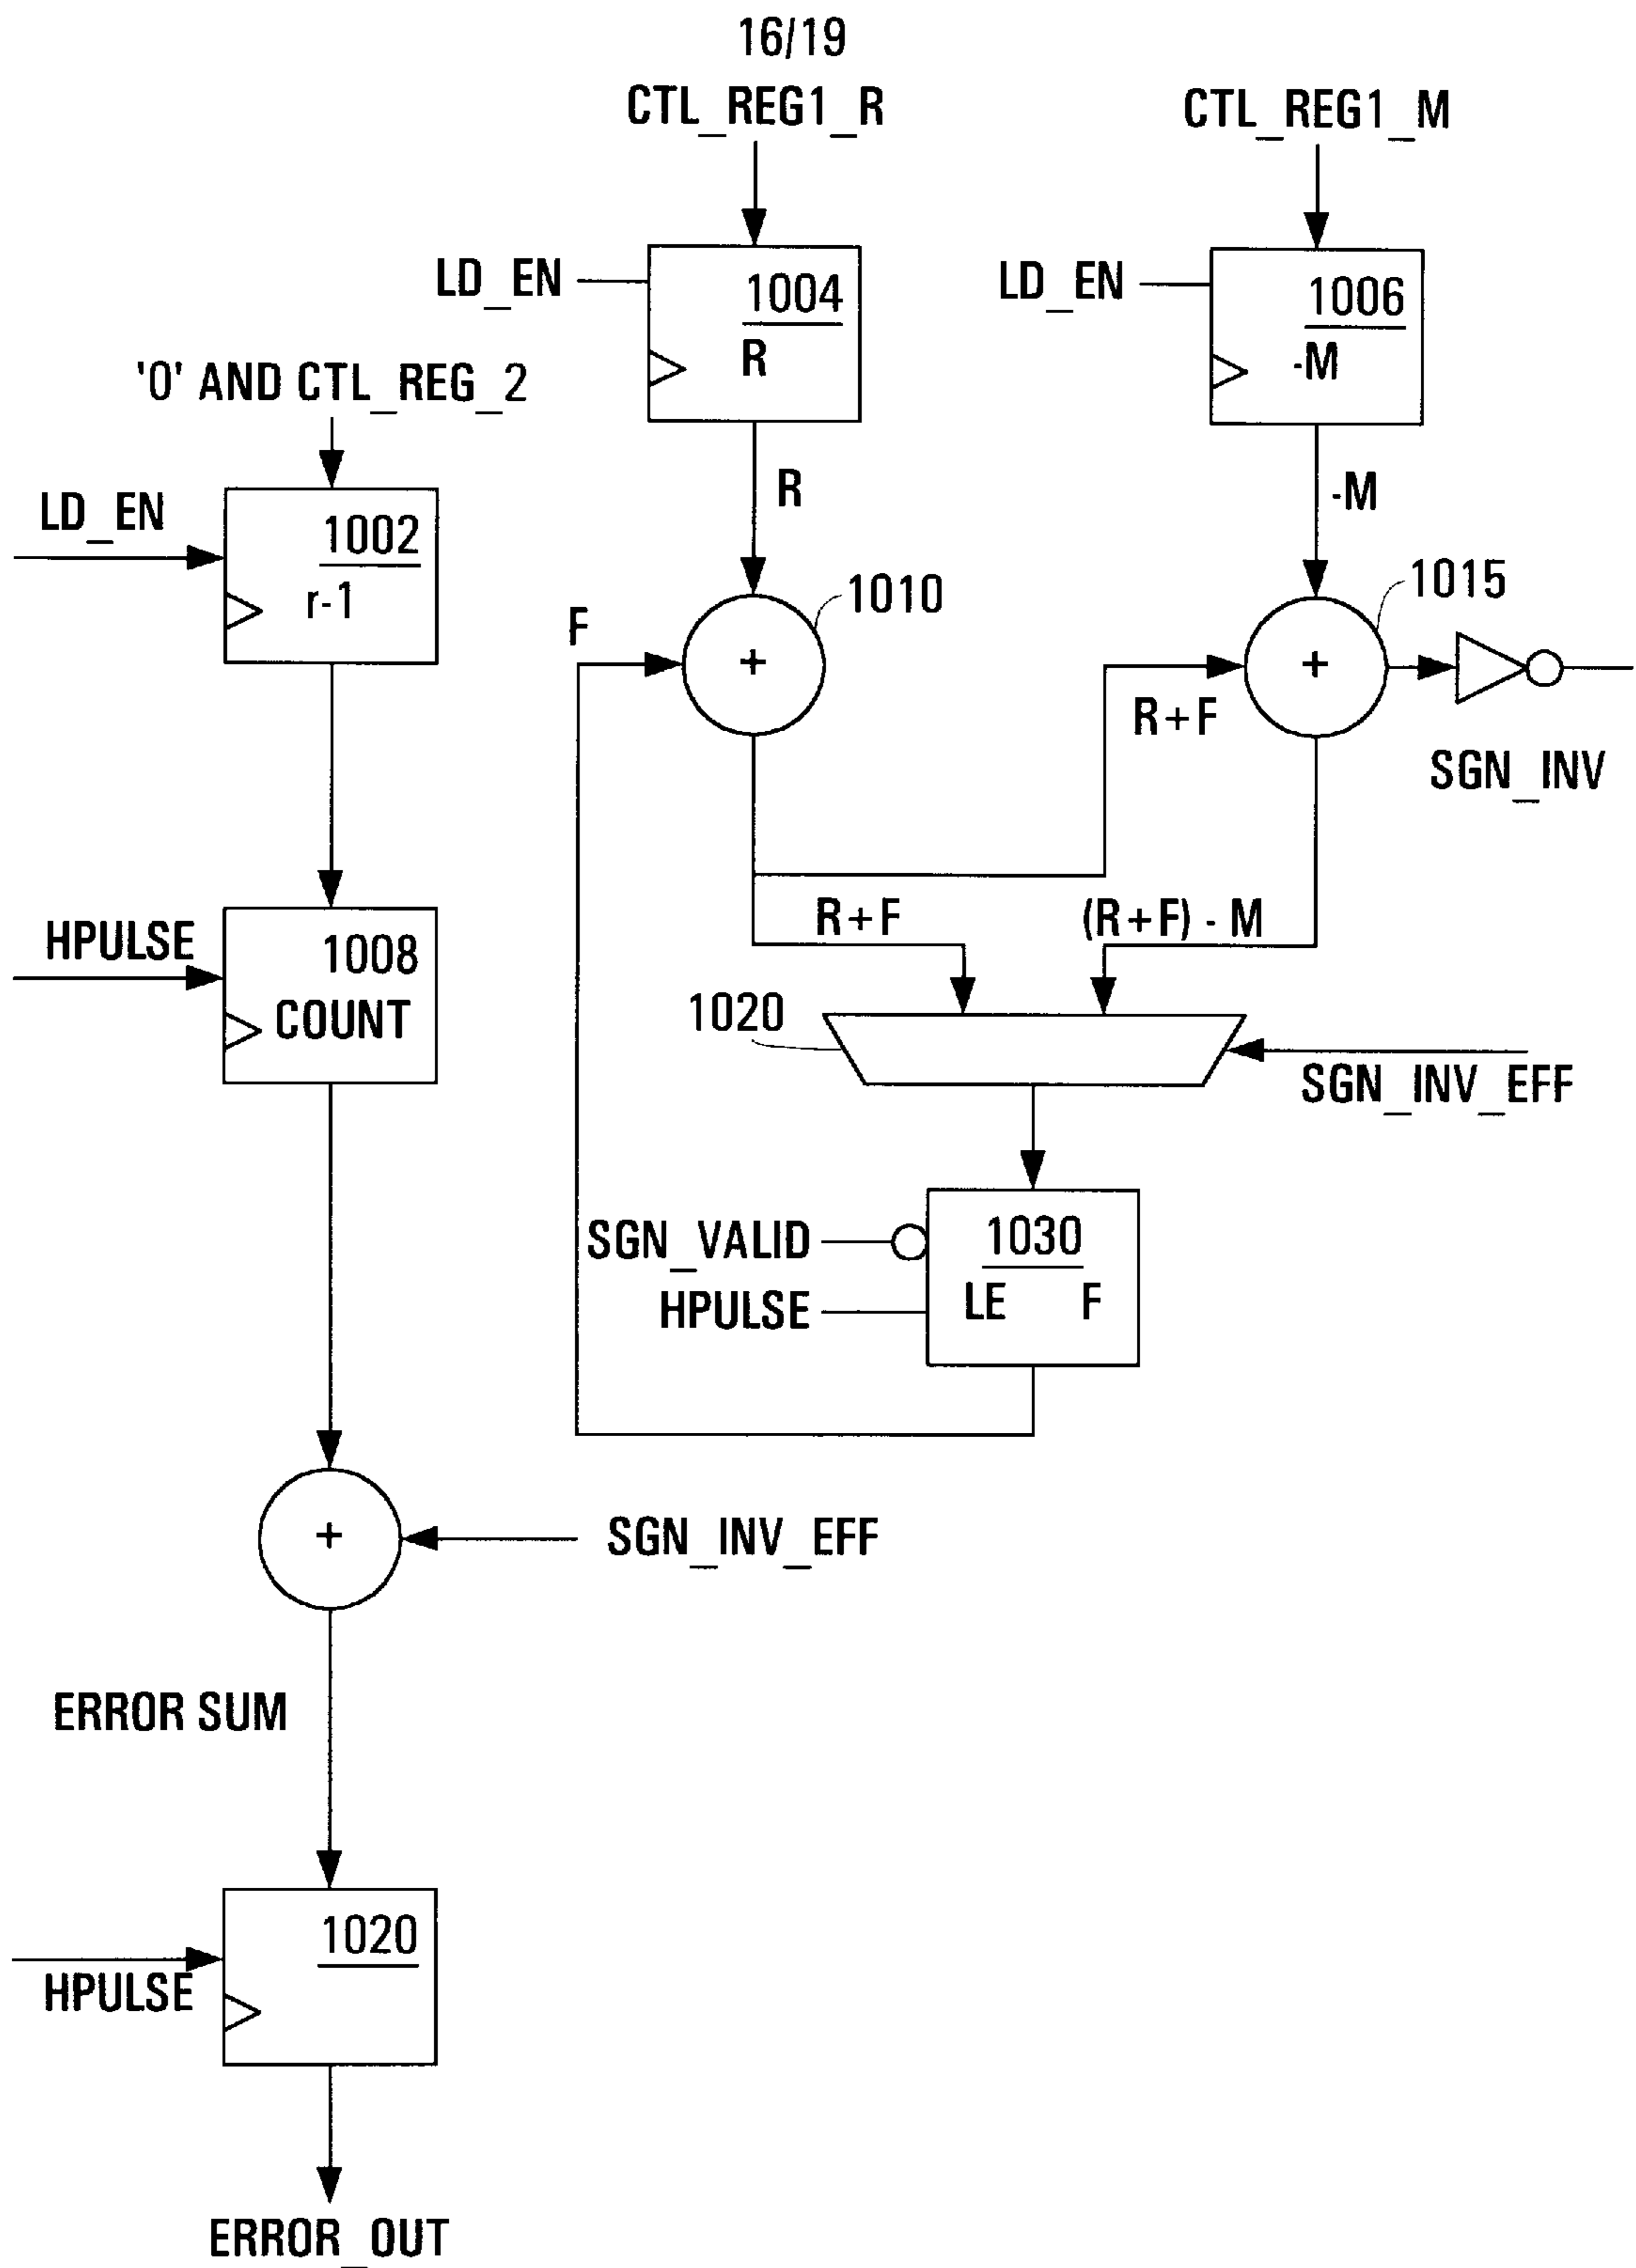 16/19
CTL_REG1_R
CTL_REG1_M
LD_EN
1004
R
LD_EN
1006
-M
'0' AND CTL_REG_2
LD_EN
1002
r-1
R
-M
F
1010
1015
R+F
SGN_INV
HPULSE
1008
COUNT
R+F
(R+F) - M
1020
SGN_INV_EFF
SGN_VALID
HPULSE
1030
LE F
+
+
+
SGN_INV_EFF
ERROR SUM
1020
HPULSE
ERROR_OUT